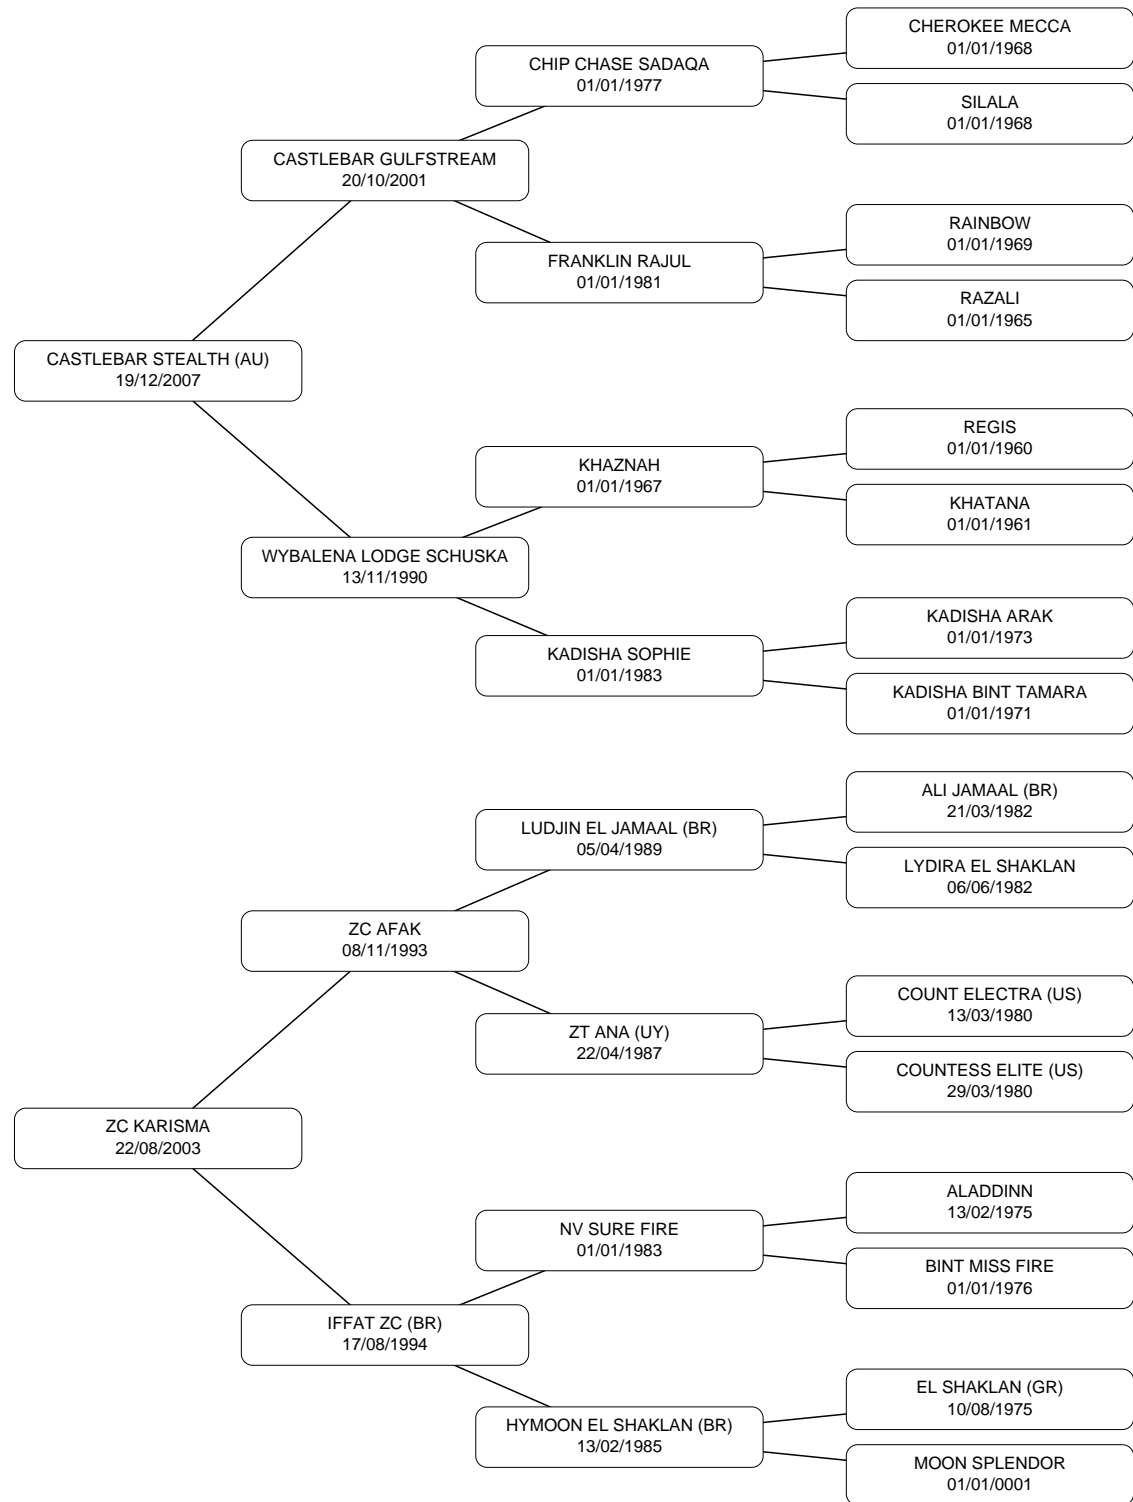 CHEROKEE MECCA
01/01/1968
CHIP CHASE SADAQA
01/01/1977
SILALA
01/01/1968
CASTLEBAR GULFSTREAM
20/10/2001
RAINBOW
01/01/1969
FRANKLIN RAJUL
01/01/1981
RAZALI
01/01/1965
CASTLEBAR STEALTH (AU)
19/12/2007
REGIS
01/01/1960
KHAZNAH
01/01/1967
KHATANA
01/01/1961
WYBALENA LODGE SCHUSKA
13/11/1990
KADISHA ARAK
01/01/1973
KADISHA SOPHIE
01/01/1983
KADISHA BINT TAMARA
01/01/1971
ALI JAMAAL (BR)
21/03/1982
LUDJIN EL JAMAAL (BR)
05/04/1989
LYDIRA EL SHAKLAN
06/06/1982
ZC AFAK
08/11/1993
COUNT ELECTRA (US)
13/03/1980
ZT ANA (UY)
22/04/1987
COUNTESS ELITE (US)
29/03/1980
ZC KARISMA
22/08/2003
ALADDINN
13/02/1975
NV SURE FIRE
01/01/1983
BINT MISS FIRE
01/01/1976
IFFAT ZC (BR)
17/08/1994
EL SHAKLAN (GR)
10/08/1975
HYMOON EL SHAKLAN (BR)
13/02/1985
MOON SPLENDOR
01/01/0001